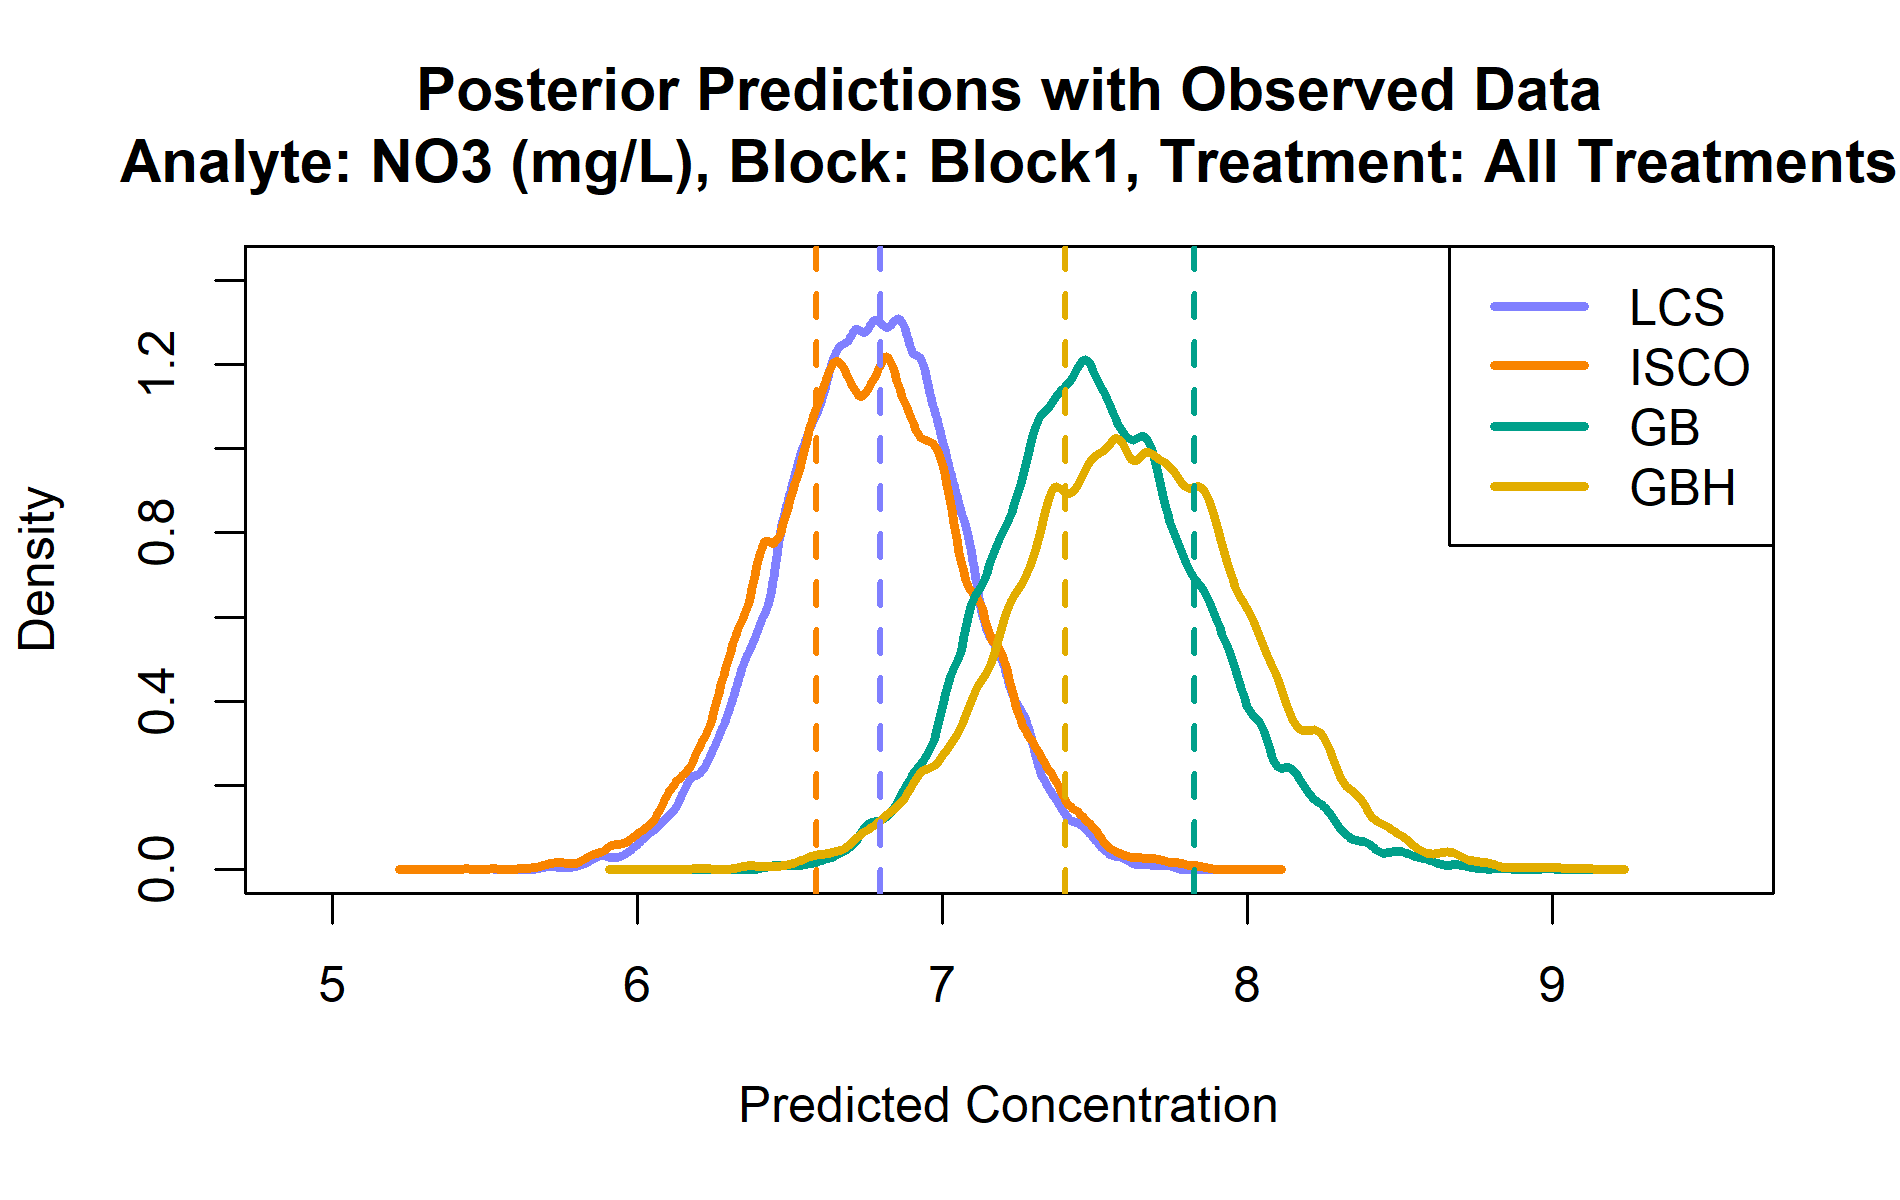 Posterior Predictions with Observed Data
Analyte: NO3 (mg/L), Block: Block1, Treatment: All Treatments
LCS
ISCO
GB
GBH
Density
1.2
0.8
0.4
0.0
5 6 7 8 9
Predicted Concentration